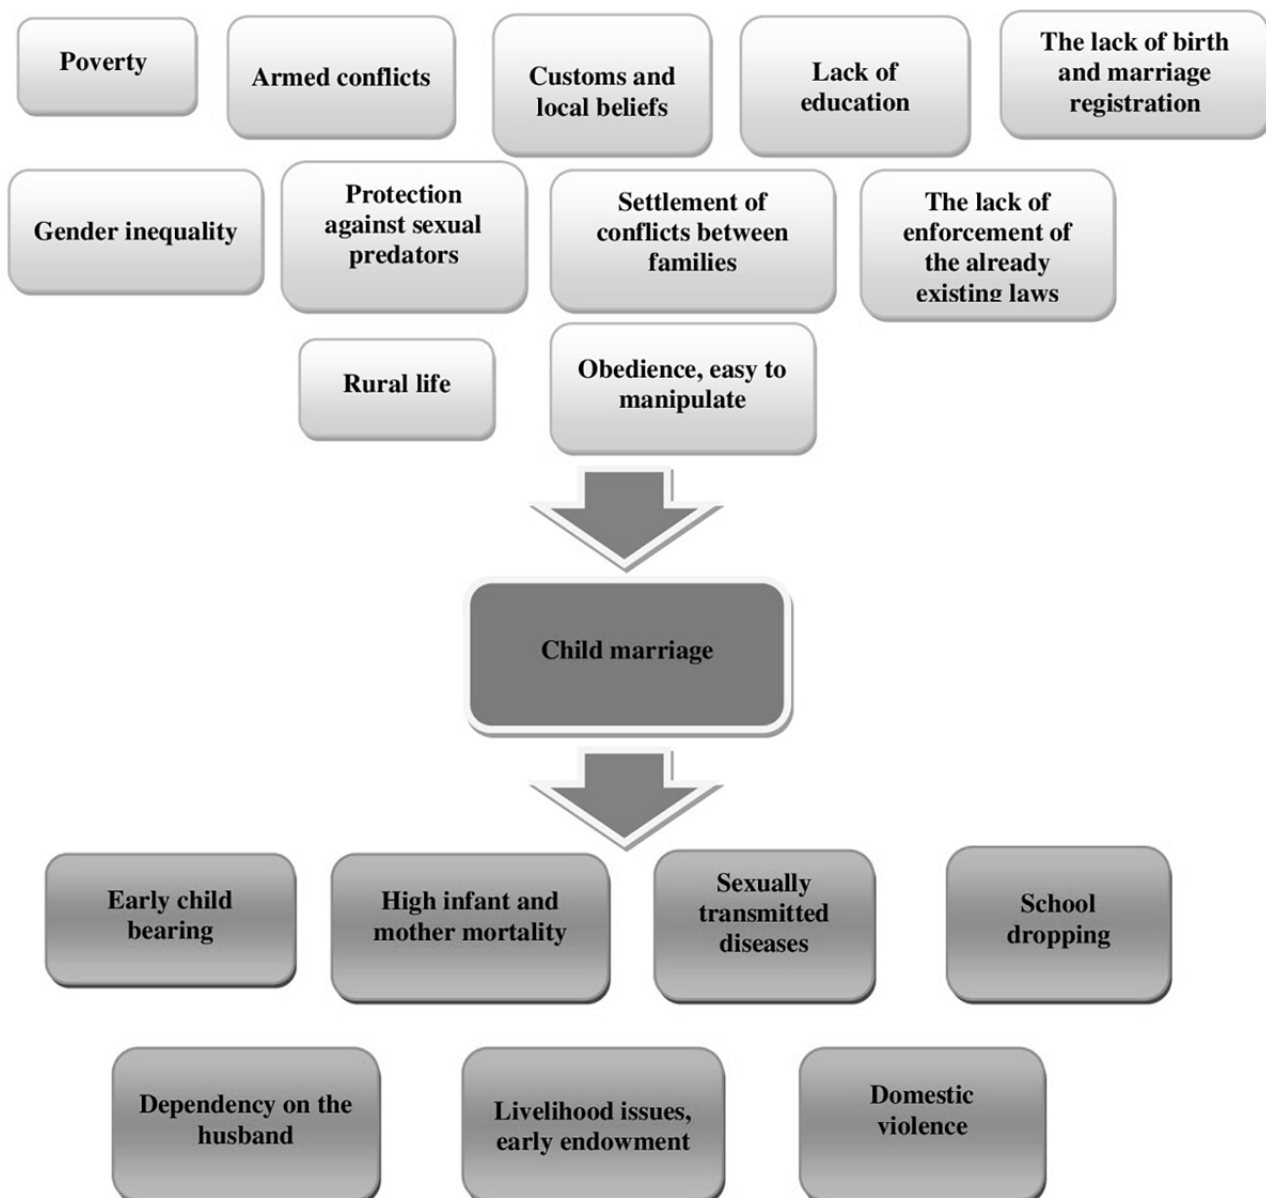 Poverty
Armed conflicts
Customs and
local beliefs
Lack of
education
The lack of birth
and marriage
registration
Gender inequality
Protection
against sexual
predators
Settlement of
conflicts between
families
The lack of
enforcement of
the already
existing laws
Rural life
Obedience, easy to
manipulate
Child marriage
Early child
bearing
High infant and
mother mortality
Sexually
transmitted
diseases
School
dropping
Dependency on the
husband
Livelihood issues,
early endowment
Domestic
violence